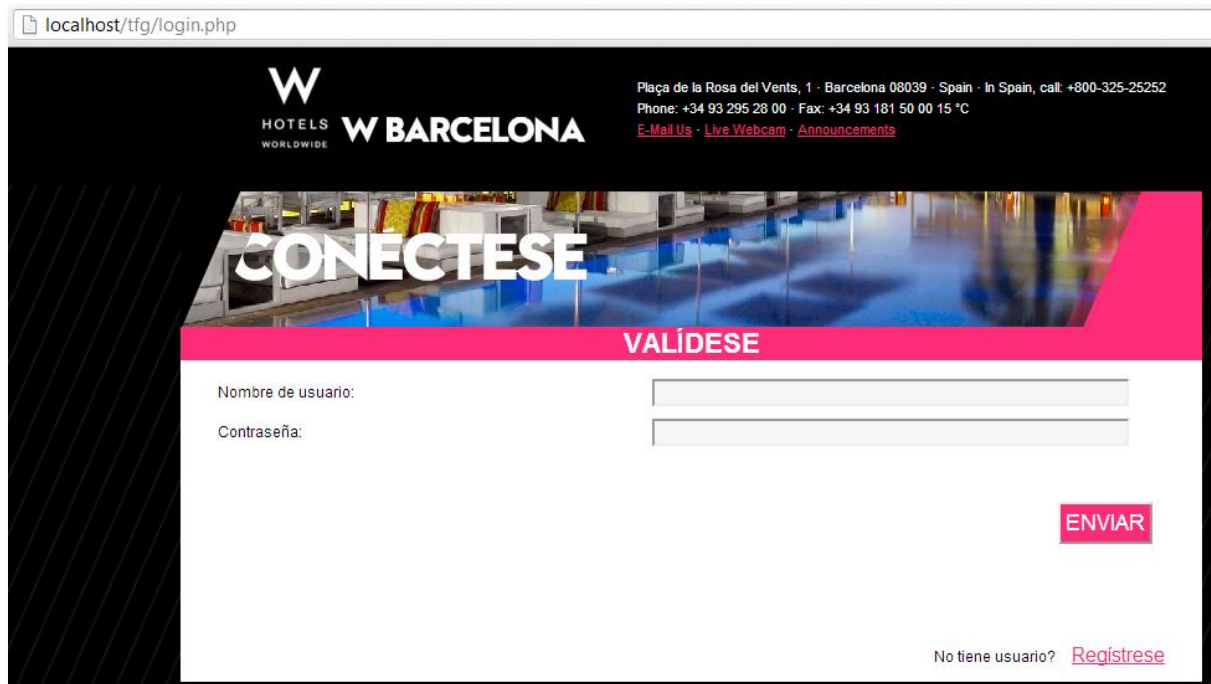 localhost/tfg/login.php
W
HOTELS
WORLDWIDE
W BARCELONA
Plaça de la Rosa del Vents, 1 · Barcelona 08039 · Spain · In Spain, call: +800-325-25252
Phone: +34 93 295 28 00 · Fax: +34 93 181 50 00 15 °C
E-Mail Us · Live Webcam · Announcements
CONÉCTESE
VALÍDESE
Nombre de usuario:
Contraseña:
ENVIAR
No tiene usuario? Regístrese